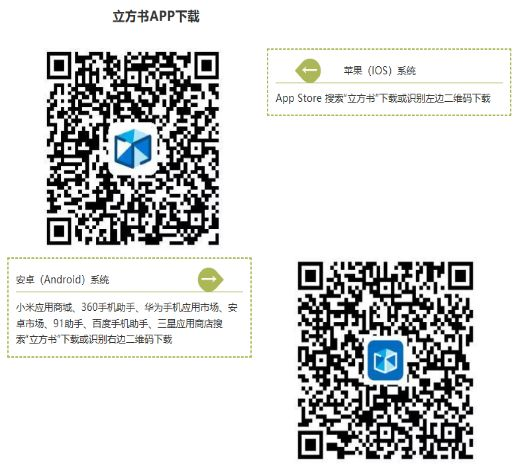 立方书APP下载
苹果（IOS）系统
App Store 搜索“立方书”下载或识别左边二维码下载
安卓（Android）系统
小米应用商城、360手机助手、华为手机应用市场、安
卓市场、91助手、百度手机助手、三星应用商店搜
索“立方书”下载或识别右边二维码下载